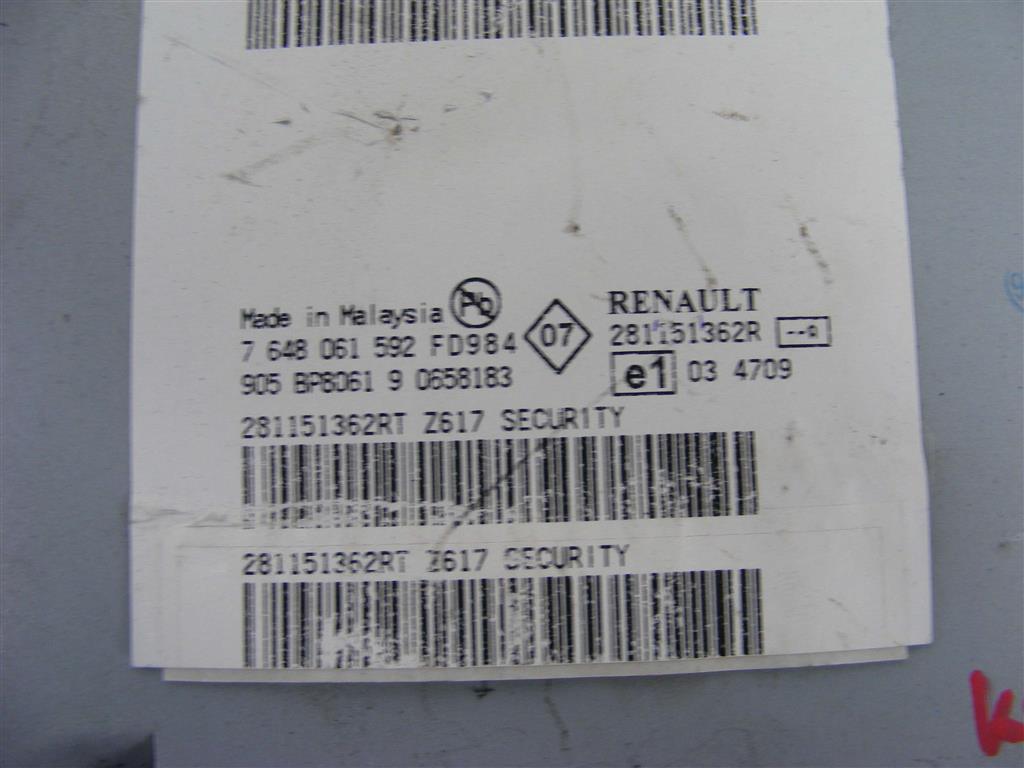 Made in Malaysia Pb
7 648 061 592 FD984
905 BP8061 9 0658183
07
RENAULT
281151362R
e1 03 4709
281151362RT Z617 SECURITY
281151362RT Z617 SECURITY
K